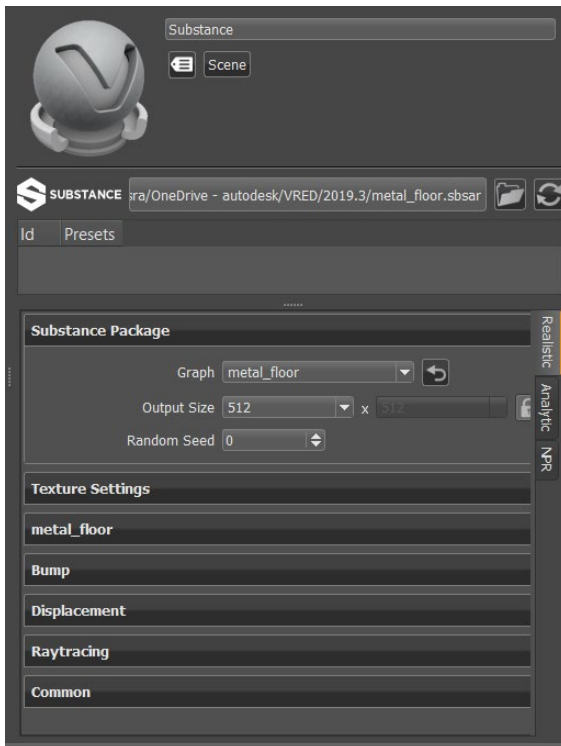 Substance
Scene
SUBSTANCE sra/OneDrive - autodesk/VRED/2019.3/metal_floor.sbsar
Id Presets
Substance Package
Graph metal_floor
Output Size 512 x 512
Random Seed 0
Texture Settings
metal_floor
Bump
Displacement
Raytracing
Common
Realistic
Analytic
NPR